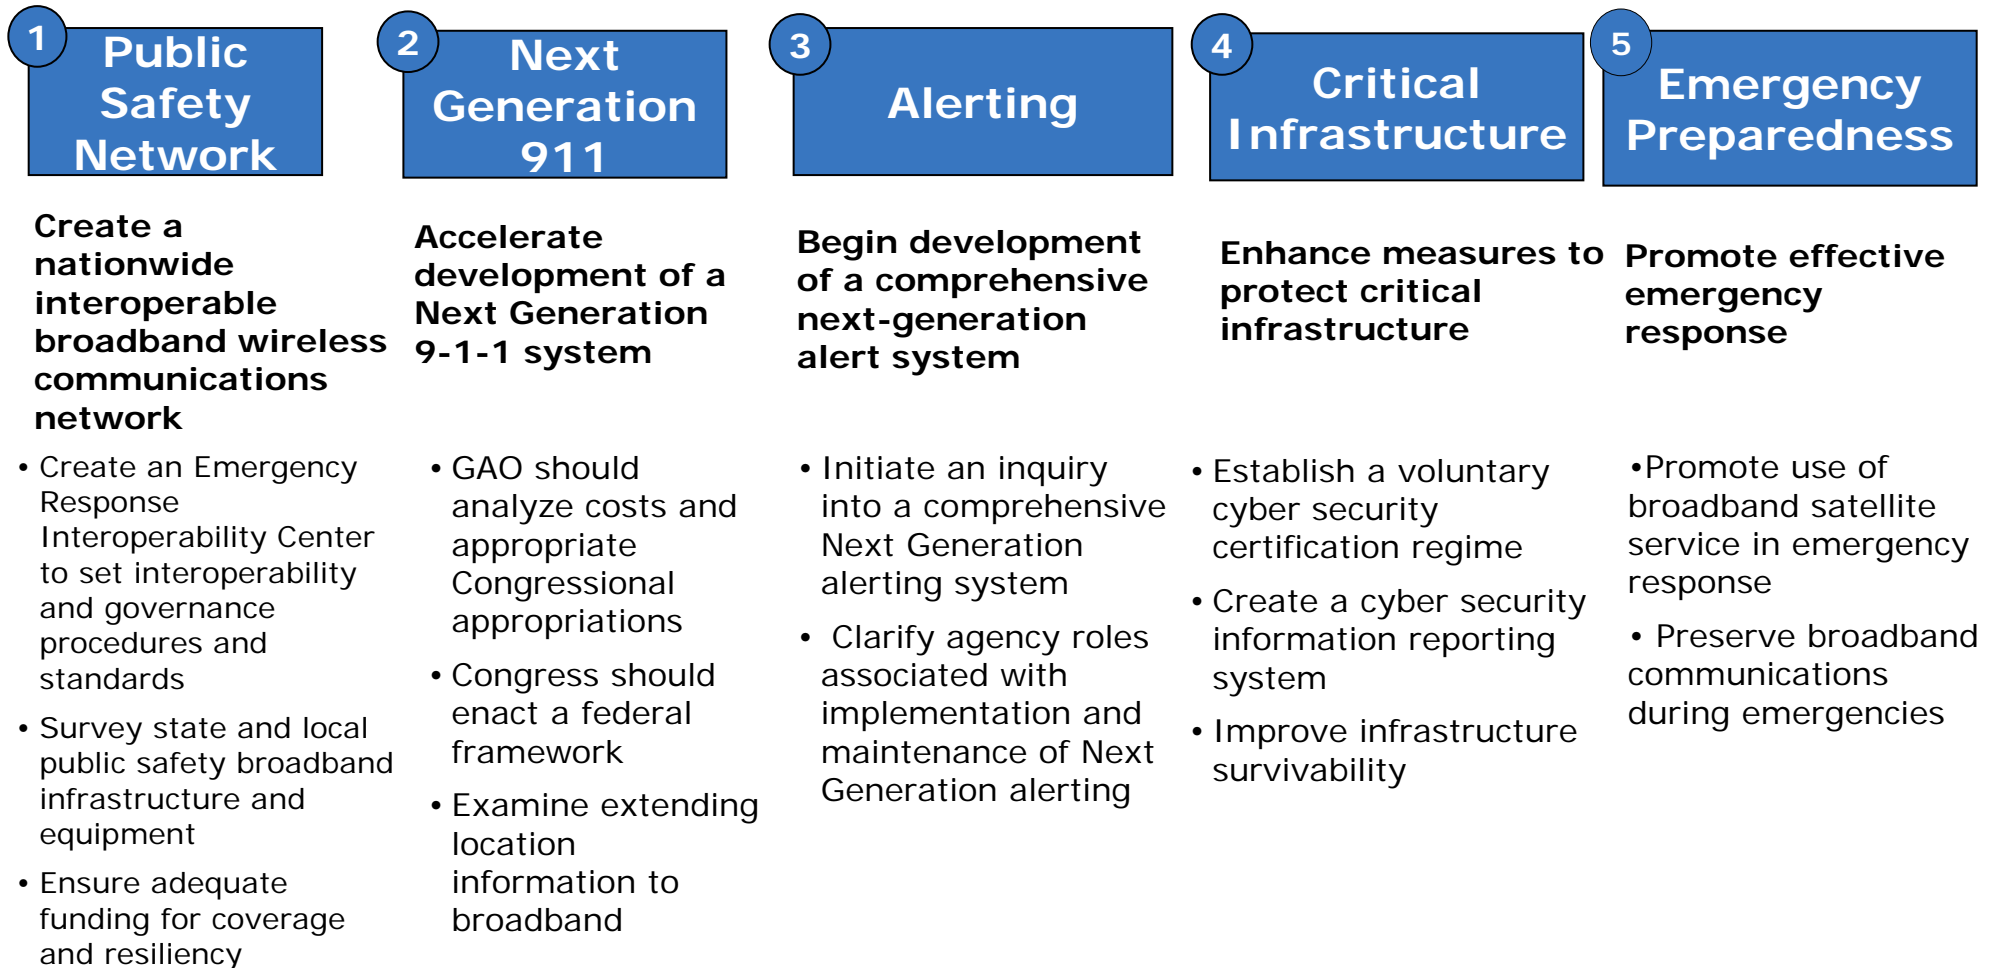 1
Public
Safety
Network
Create a
nationwide
interoperable
broadband wireless
communications
network
• Create an Emergency
Response
Interoperability Center
to set interoperability
and governance
procedures and
standards
• Survey state and local
public safety broadband
infrastructure and
equipment
• Ensure adequate
funding for coverage
and resiliency
2
Next
Generation
911
Accelerate
development of a
Next Generation
9-1-1 system
• GAO should
analyze costs and
appropriate
Congressional
appropriations
• Congress should
enact a federal
framework
• Examine extending
location
information to
broadband
3
Alerting
Begin development
of a comprehensive
next-generation
alert system
• Initiate an inquiry
into a comprehensive
Next Generation
alerting system
• Clarify agency roles
associated with
implementation and
maintenance of Next
Generation alerting
4
Critical
Infrastructure
Enhance measures to
protect critical
infrastructure
• Establish a voluntary
cyber security
certification regime
• Create a cyber security
information reporting
system
• Improve infrastructure
survivability
5
Emergency
Preparedness
Promote effective
emergency
response
•Promote use of
broadband satellite
service in emergency
response
• Preserve broadband
communications
during emergencies